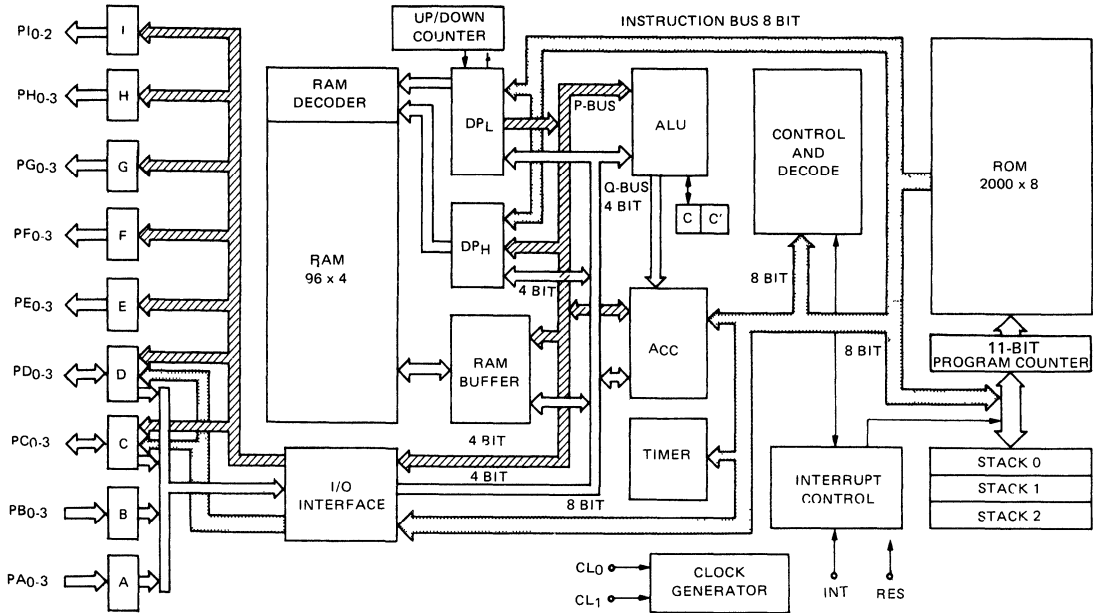 UP/DOWN
COUNTER
INSTRUCTION BUS 8 BIT
PI0-2
I
PH0-3
H
PG0-3
G
PF0-3
F
PE0-3
E
PD0-3
D
PC0-3
C
PB0-3
B
PA0-3
A
RAM
DECODER
RAM
96 x 4
DPL
DPH
4 BIT
RAM
BUFFER
4 BIT
4 BIT
8 BIT
I/O
INTERFACE
P-BUS
ALU
Q-BUS
4 BIT
C C'
ACC
TIMER
CONTROL
AND
DECODE
8 BIT
8 BIT
ROM
2000 x 8
11-BIT
PROGRAM COUNTER
STACK 0
STACK 1
STACK 2
INTERRUPT
CONTROL
INT
RES
CL0
CL1
CLOCK
GENERATOR